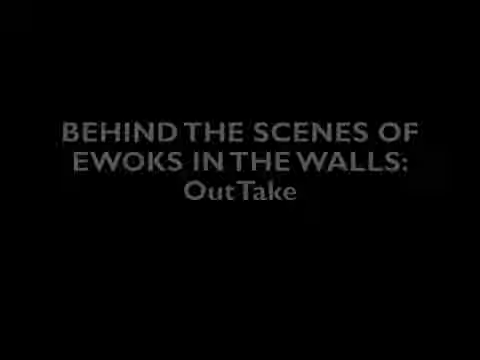 BEHIND THE SCENES OF
EWOKS IN THE WALLS:
OutTake